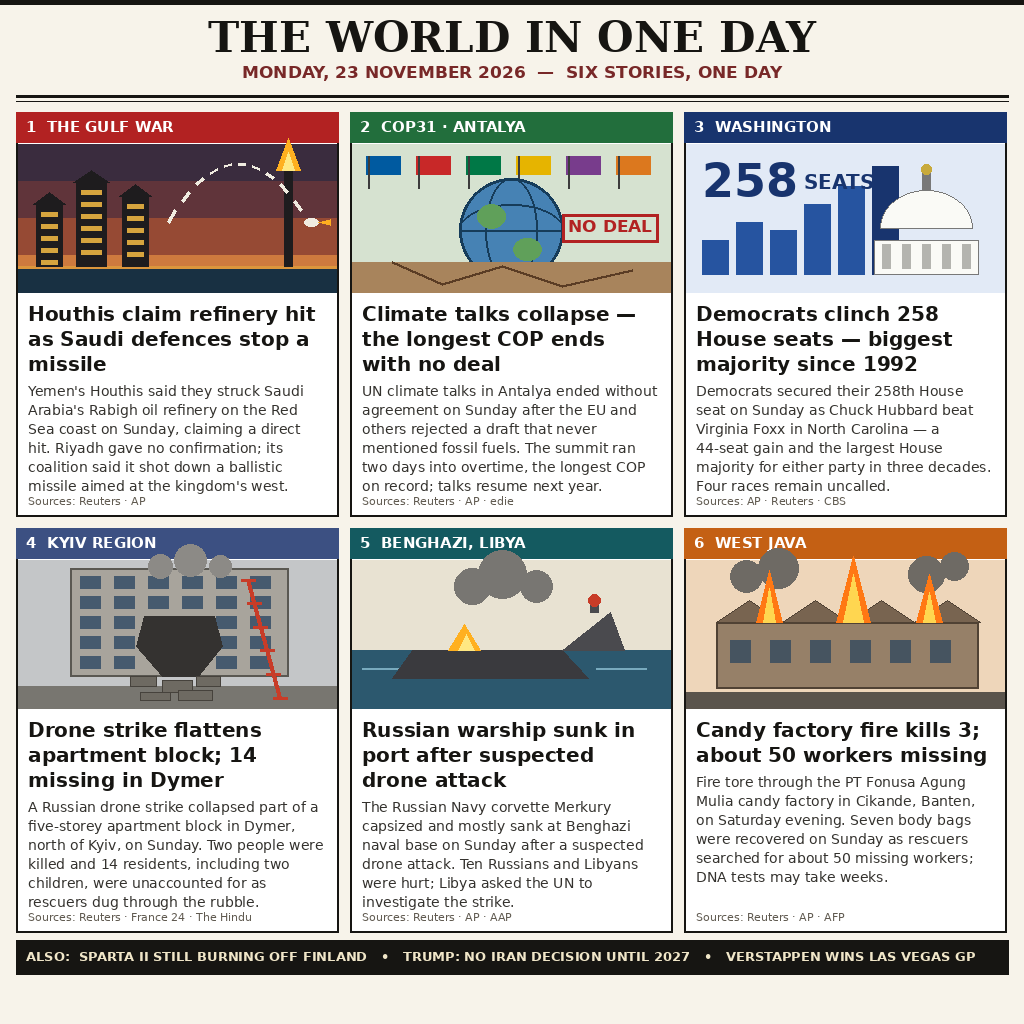 THE WORLD IN ONE DAY
MONDAY, 23 NOVEMBER 2026 — SIX STORIES, ONE DAY
1 THE GULF WAR
Houthis claim refinery hit
as Saudi defences stop a
missile
Yemen's Houthis said they struck Saudi
Arabia's Rabigh oil refinery on the Red
Sea coast on Sunday, claiming a direct
hit. Riyadh gave no confirmation; its
coalition said it shot down a ballistic
missile aimed at the kingdom's west.
Sources: Reuters · AP
2 COP31 · ANTALYA
NO DEAL
Climate talks collapse —
the longest COP ends
with no deal
UN climate talks in Antalya ended without
agreement on Sunday after the EU and
others rejected a draft that never
mentioned fossil fuels. The summit ran
two days into overtime, the longest COP
on record; talks resume next year.
Sources: Reuters · AP · edie
3 WASHINGTON
258 SEATS
Democrats clinch 258
House seats — biggest
majority since 1992
Democrats secured their 258th House
seat on Sunday as Chuck Hubbard beat
Virginia Foxx in North Carolina — a
44-seat gain and the largest House
majority for either party in three decades.
Four races remain uncalled.
Sources: AP · Reuters · CBS
4 KYIV REGION
Drone strike flattens
apartment block; 14
missing in Dymer
A Russian drone strike collapsed part of a
five-storey apartment block in Dymer,
north of Kyiv, on Sunday. Two people were
killed and 14 residents, including two
children, were unaccounted for as
rescuers dug through the rubble.
Sources: Reuters · France 24 · The Hindu
5 BENGHAZI, LIBYA
Russian warship sunk in
port after suspected
drone attack
The Russian Navy corvette Merkury
capsized and mostly sank at Benghazi
naval base on Sunday after a suspected
drone attack. Ten Russians and Libyans
were hurt; Libya asked the UN to
investigate the strike.
Sources: Reuters · AP · AAP
6 WEST JAVA
Candy factory fire kills 3;
about 50 workers missing
Fire tore through the PT Fonusa Agung
Mulia candy factory in Cikande, Banten,
on Saturday evening. Seven body bags
were recovered on Sunday as rescuers
searched for about 50 missing workers;
DNA tests may take weeks.
Sources: Reuters · AP · AFP
ALSO: SPARTA II STILL BURNING OFF FINLAND • TRUMP: NO IRAN DECISION UNTIL 2027 • VERSTAPPEN WINS LAS VEGAS GP